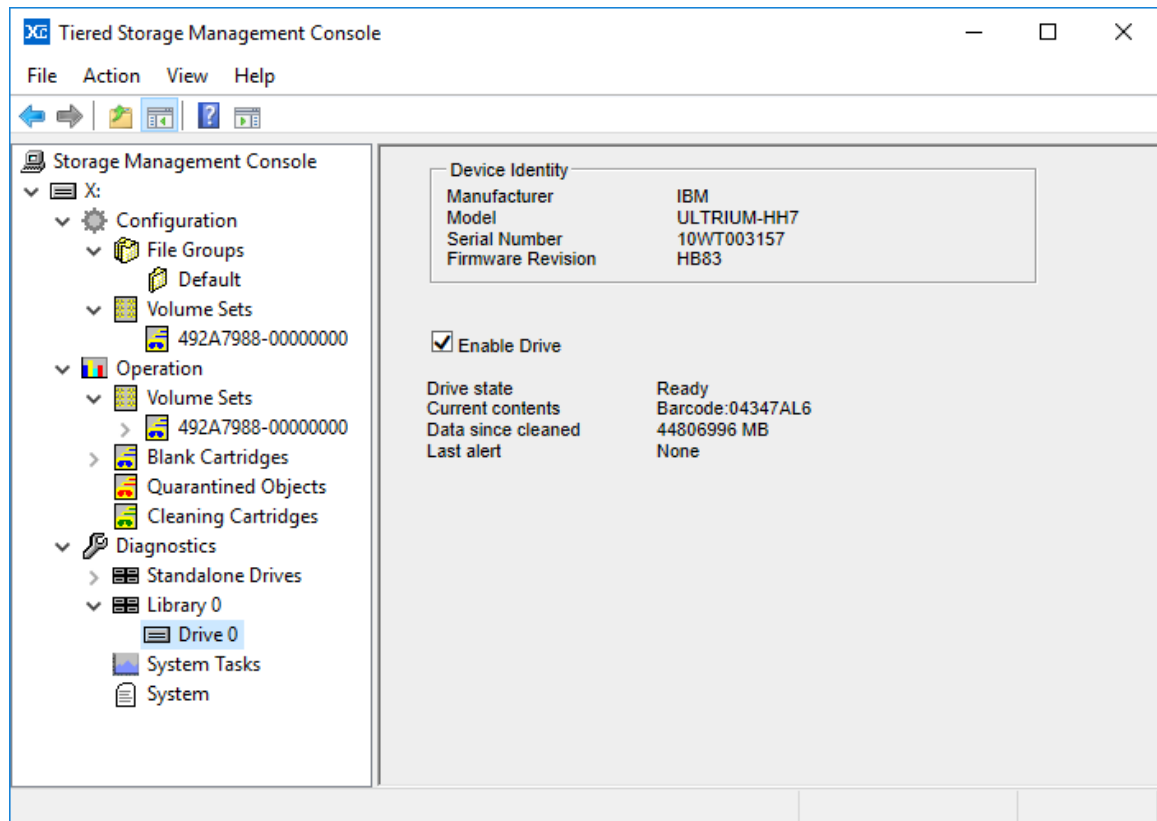 Tiered Storage Management Console
File Action View Help
Storage Management Console
X:
Configuration
File Groups
Default
Volume Sets
492A7988-00000000
Operation
Volume Sets
492A7988-00000000
Blank Cartridges
Quarantined Objects
Cleaning Cartridges
Diagnostics
Standalone Drives
Library 0
Drive 0
System Tasks
System
Device Identity
Manufacturer IBM
Model ULTRIUM-HH7
Serial Number 10WT003157
Firmware Revision HB83
Enable Drive
Drive state Ready
Current contents Barcode:04347AL6
Data since cleaned 44806996 MB
Last alert None